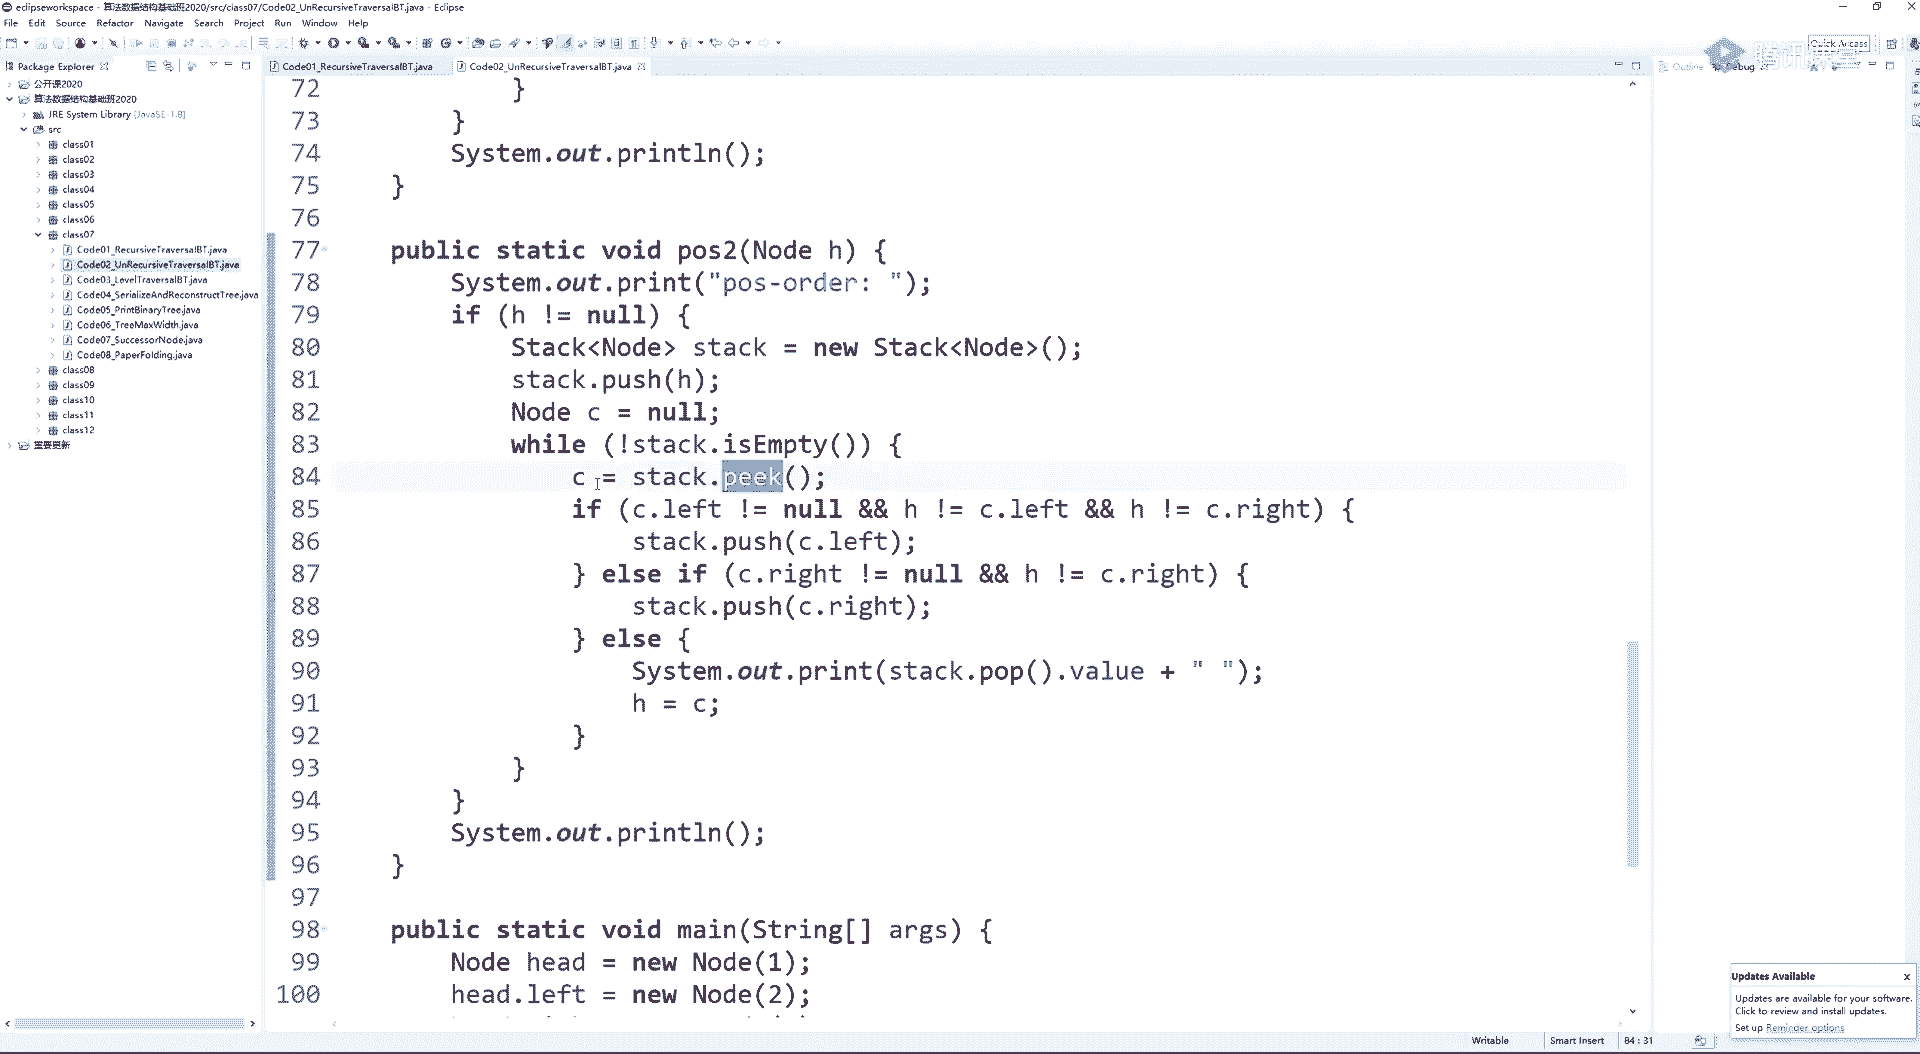 eclipseworkspace - 算法数据结构基础班2020/src/class07/Code02_UnRecursiveTraversalBT.java - Eclipse
File Edit Source Refactor Navigate Search Project Run Window Help
Quick Access
腾讯课堂
Package Explorer
Code01_RecursiveTraversalBT.java
Code02_UnRecursiveTraversalBT.java
Outline
Debug
公开课2020
算法数据结构基础班2020
JRE System Library [JavaSE-1.8]
src
class01
class02
class03
class04
class05
class06
class07
Code01_RecursiveTraversalBT.java
Code02_UnRecursiveTraversalBT.java
Code03_LevelTraversalBT.java
Code04_SerializeAndReconstructTree.java
Code05_PrintBinaryTree.java
Code06_TreeMaxWidth.java
Code07_SuccessorNode.java
Code08_PaperFolding.java
class08
class09
class10
class11
class12
重要更新
72 }
73 }
74 System.out.println();
75 }
76
77 public static void pos2(Node h) {
78 System.out.print("pos-order: ");
79 if (h != null) {
80 Stack<Node> stack = new Stack<Node>();
81 stack.push(h);
82 Node c = null;
83 while (!stack.isEmpty()) {
84 c = stack.peek();
85 if (c.left != null && h != c.left && h != c.right) {
86 stack.push(c.left);
87 } else if (c.right != null && h != c.right) {
88 stack.push(c.right);
89 } else {
90 System.out.print(stack.pop().value + " ");
91 h = c;
92 }
93 }
94 }
95 System.out.println();
96 }
97
98 public static void main(String[] args) {
99 Node head = new Node(1);
100 head.left = new Node(2);
Updates Available
Updates are available for your software.
Click to review and install updates.
Set up Reminder options
Writable
Smart Insert
84 : 31